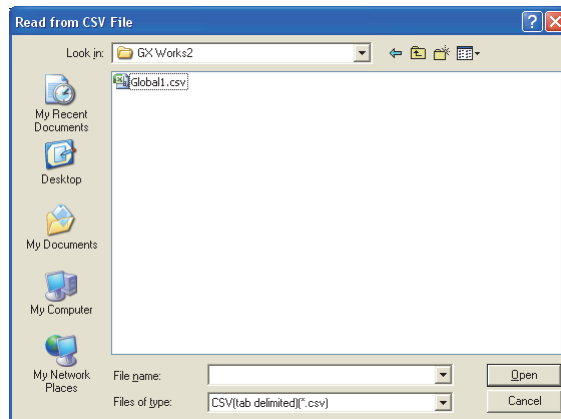 Read from CSV File
Look in: GX Works2
Global1.csv
My Recent
Documents
Desktop
My Documents
My Computer
My Network
Places
File name:
Open
Files of type: CSV(tab delimited)(*.csv)
Cancel